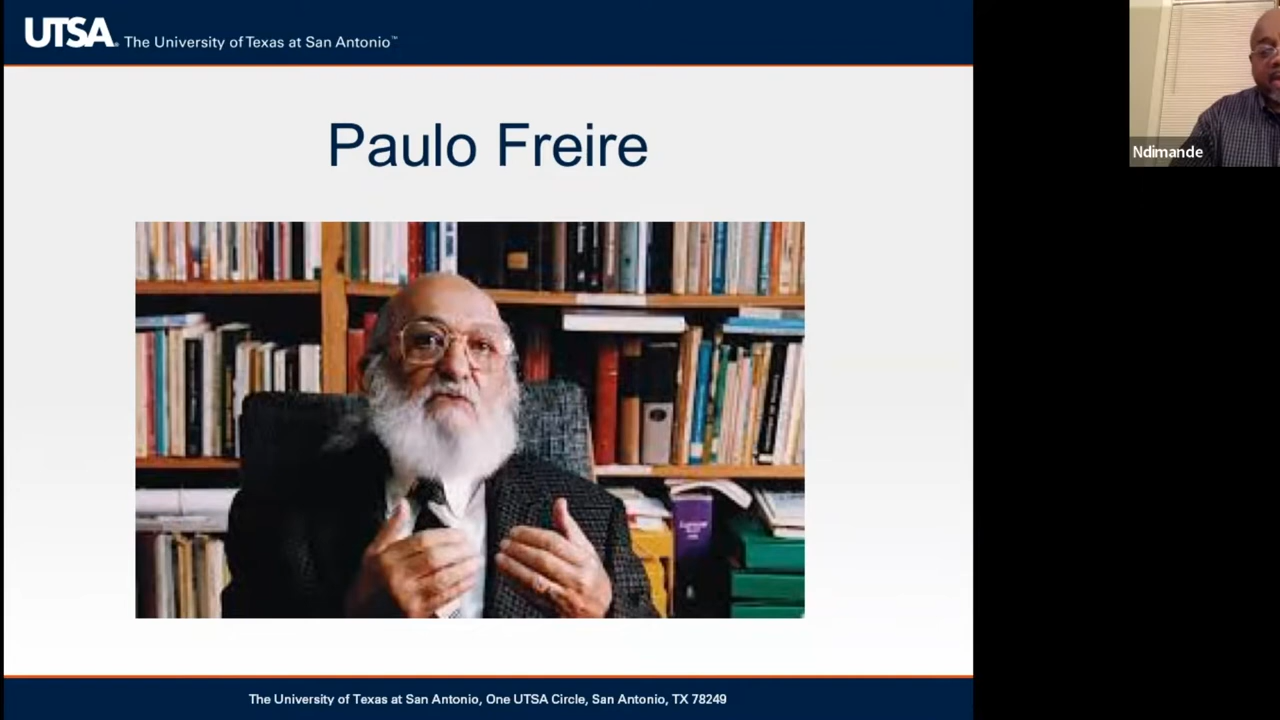 UTSA. The University of Texas at San Antonio™
Paulo Freire
Ndimande
The University of Texas at San Antonio, One UTSA Circle, San Antonio, TX 78249